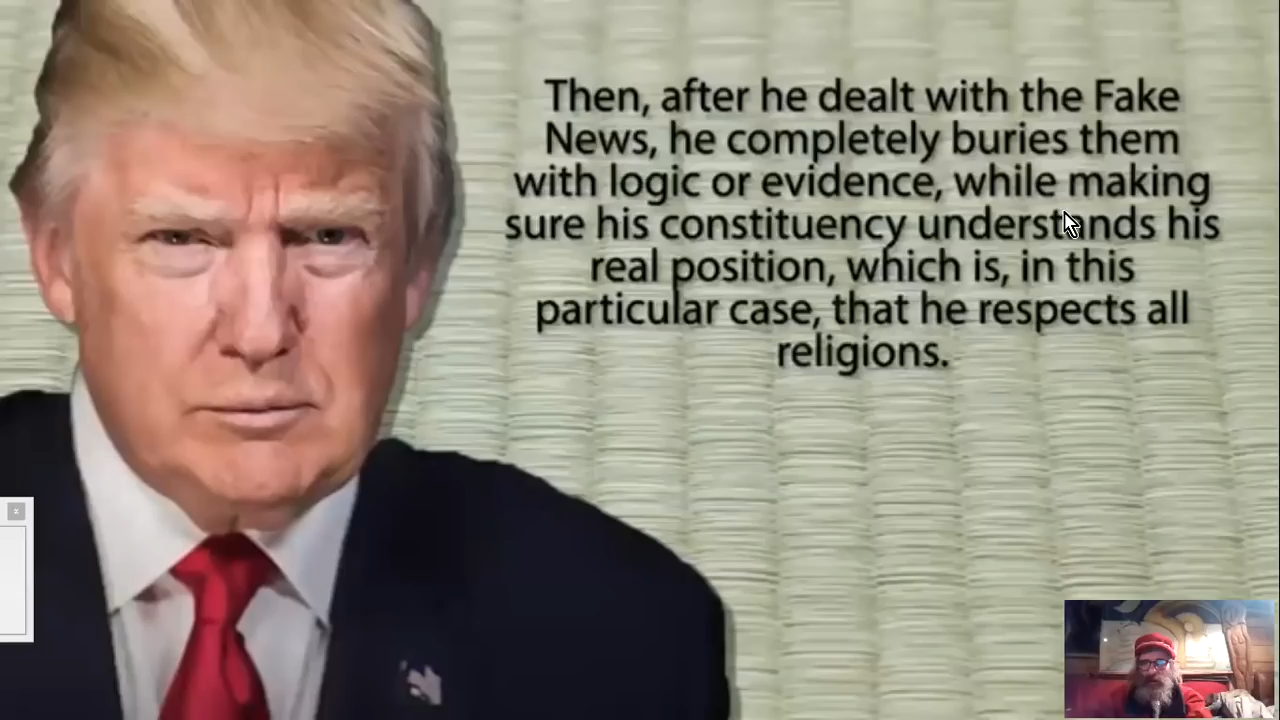 Then, after he dealt with the Fake
News, he completely buries them
with logic or evidence, while making
sure his constituency understands his
real position, which is, in this
particular case, that he respects all
religions.